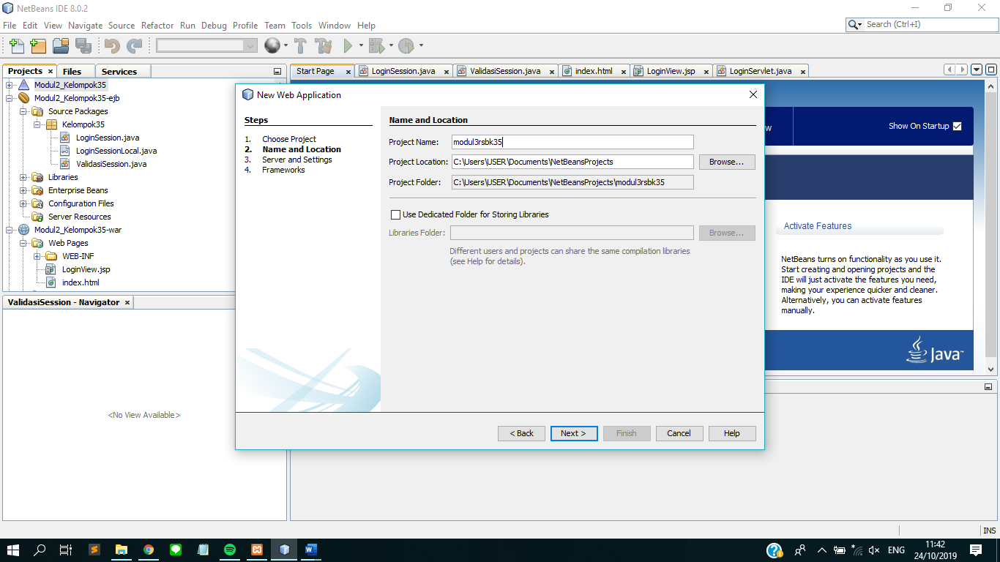 NetBeans IDE 8.0.2
File Edit View Navigate Source Refactor Run Debug Profile Team Tools Window Help
Search (Ctrl+I)
Projects Files Services
Modul2_Kelompok35
Modul2_Kelompok35-ejb
Source Packages
Kelompok35
LoginSession.java
LoginSessionLocal.java
ValidasiSession.java
Libraries
Enterprise Beans
Configuration Files
Server Resources
Modul2_Kelompok35-war
Web Pages
WEB-INF
LoginView.jsp
index.html
ValidasiSession - Navigator
<No View Available>
Start Page LoginSession.java ValidasiSession.java index.html LoginView.jsp LoginServlet.java
Show On Startup
Activate Features
NetBeans turns on functionality as you use it.
Start creating and opening projects and the
IDE will just activate the features you need,
making your experience quicker and cleaner.
Alternatively, you can activate features
manually.
Java™
New Web Application
Steps
1. Choose Project
2. Name and Location
3. Server and Settings
4. Frameworks
Name and Location
Project Name: modul3rsbk35
Project Location: C:\Users\USER\Documents\NetBeansProjects Browse...
Project Folder: C:\Users\USER\Documents\NetBeansProjects\modul3rsbk35
Use Dedicated Folder for Storing Libraries
Libraries Folder: Browse...
Different users and projects can share the same compilation libraries
(see Help for details).
< Back Next > Finish Cancel Help
INS
ENG
11:42
24/10/2019